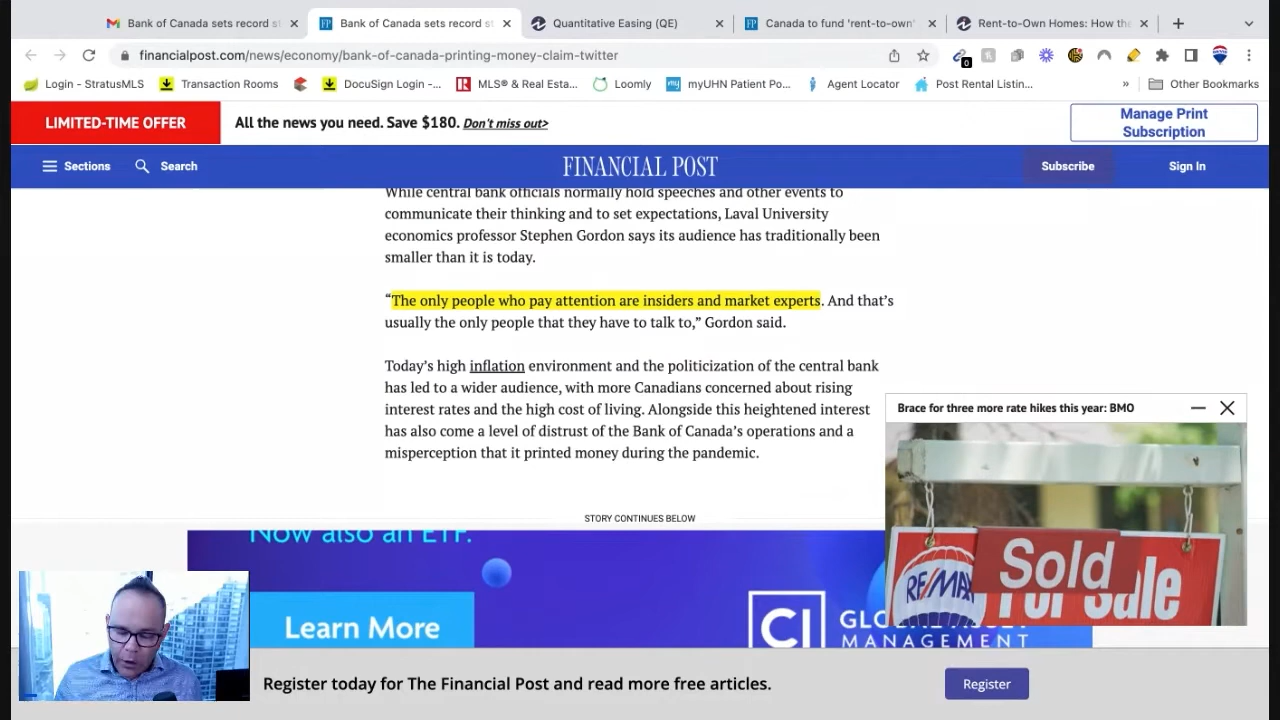 Bank of Canada sets record st
Bank of Canada sets record st
Quantitative Easing (QE)
Canada to fund 'rent-to-own'
Rent-to-Own Homes: How the
financialpost.com/news/economy/bank-of-canada-printing-money-claim-twitter
0
Login - StratusMLS
Transaction Rooms
DocuSign Login -...
MLS® & Real Esta...
Loomly
my
myUHN Patient Po...
Agent Locator
Post Rental Listin...
»
Other Bookmarks
LIMITED-TIME OFFER
All the news you need. Save $180. Don't miss out>
Manage Print
Subscription
Sections
Search
FINANCIAL POST
Subscribe
Sign In
While central bank officials normally hold speeches and other events to
communicate their thinking and to set expectations, Laval University
economics professor Stephen Gordon says its audience has traditionally been
smaller than it is today.
“The only people who pay attention are insiders and market experts. And that’s
usually the only people that they have to talk to,” Gordon said.
Today’s high inflation environment and the politicization of the central bank
has led to a wider audience, with more Canadians concerned about rising
interest rates and the high cost of living. Alongside this heightened interest
has also come a level of distrust of the Bank of Canada’s operations and a
misperception that it printed money during the pandemic.
Brace for three more rate hikes this year: BMO
RE/MAX
Sold
For Sale
STORY CONTINUES BELOW
Now also an ETF.
Learn More
CI
MANAGEMENT
Register today for The Financial Post and read more free articles.
Register